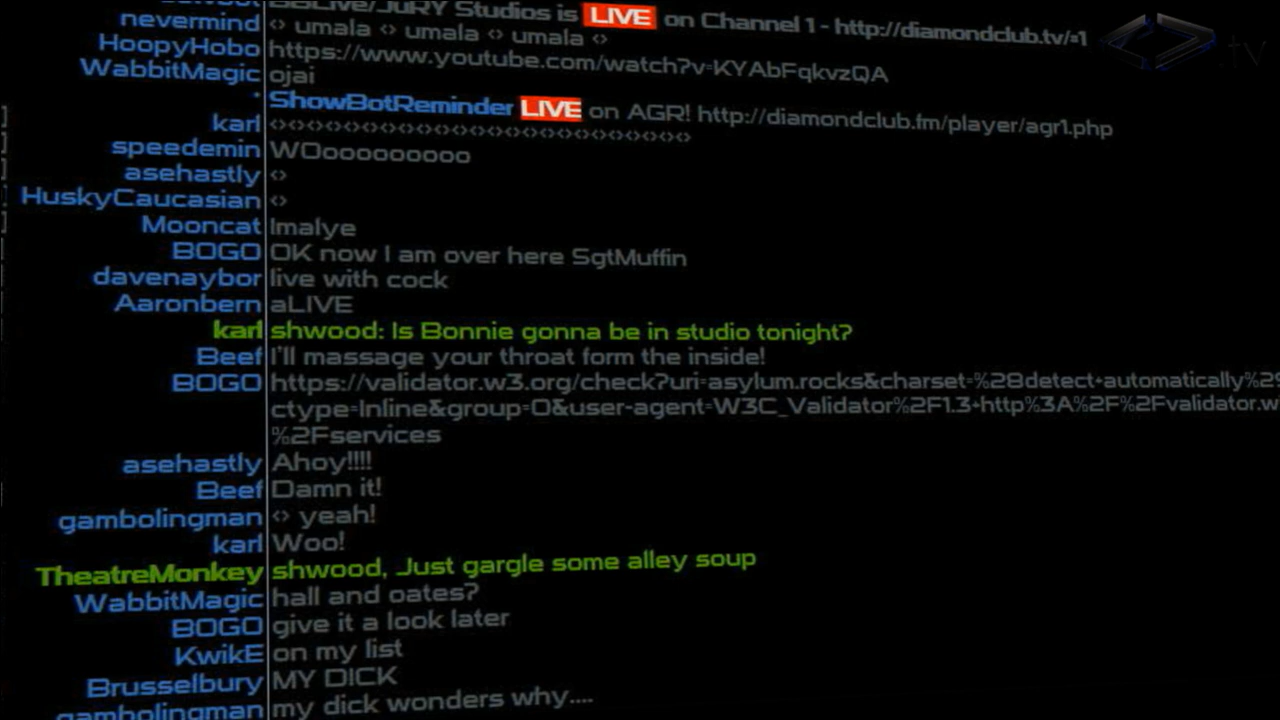 BBLive/JuRY Studios is LIVE on Channel 1 - http://diamondclub.tv/#1
nevermind <> umala <> umala <> umala <>
HoopyHobo https://www.youtube.com/watch?v=KYAbFqkvzQA
WabbitMagic ojai
* ShowBotReminder LIVE on AGR! http://diamondclub.fm/player/agr1.php
karl <><><><><><><><><><><><><><><><><><><><><><><>
speedemin WOooooooooo
asehastly <>
HuskyCaucasian <>
Mooncat lmalye
BOGO OK now I am over here SgtMuffin
davenaybor live with cock
Aaronbern aLIVE
karl shwood: Is Bonnie gonna be in studio tonight?
Beef I'll massage your throat form the inside!
BOGO https://validator.w3.org/check?uri=asylum.rocks&charset=%28detect+automatically%
ctype=Inline&group=0&user-agent=W3C_Validator%2F1.3+http%3A%2F%2Fvalidator.w
%2Fservices
asehastly Ahoy!!!!
Beef Damn it!
gambolingman <> yeah!
karl Woo!
TheatreMonkey shwood, Just gargle some alley soup
WabbitMagic hall and oates?
BOGO give it a look later
KwikE on my list
Brusselbury MY DICK
gambolingman my dick wonders why....
.tv